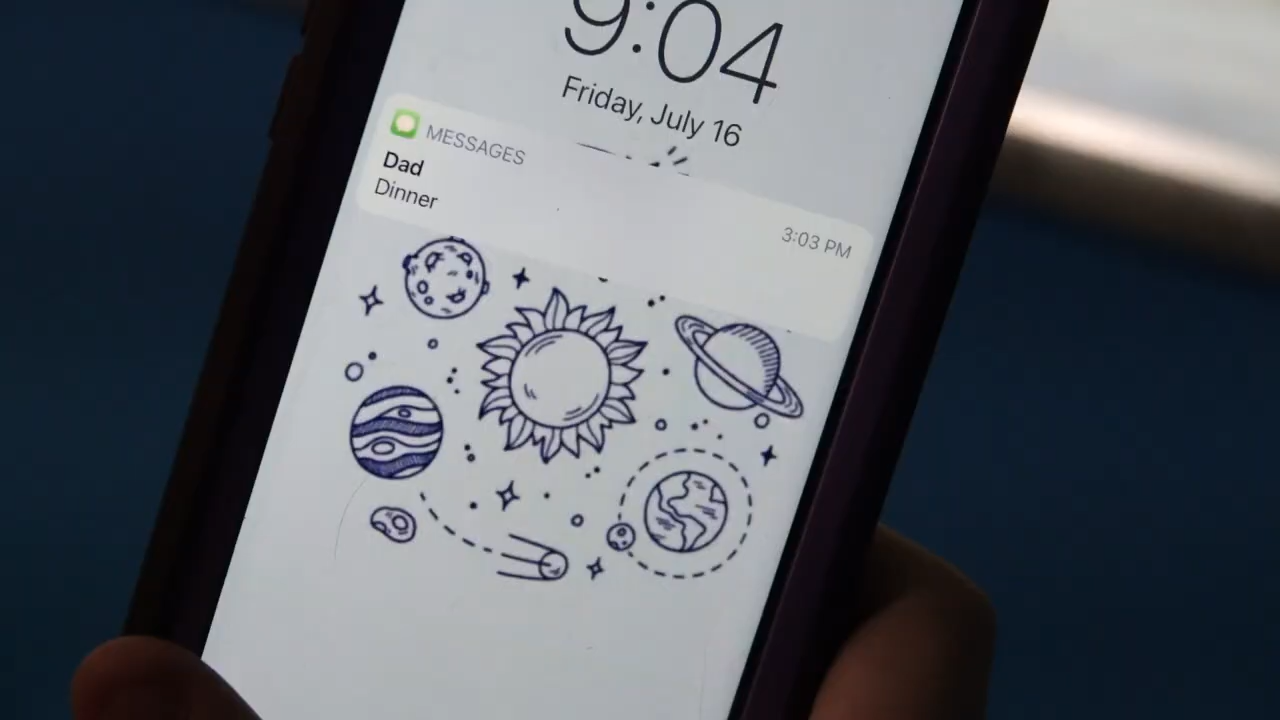 9:04
Friday, July 16
MESSAGES
Dad
Dinner
3:03 PM